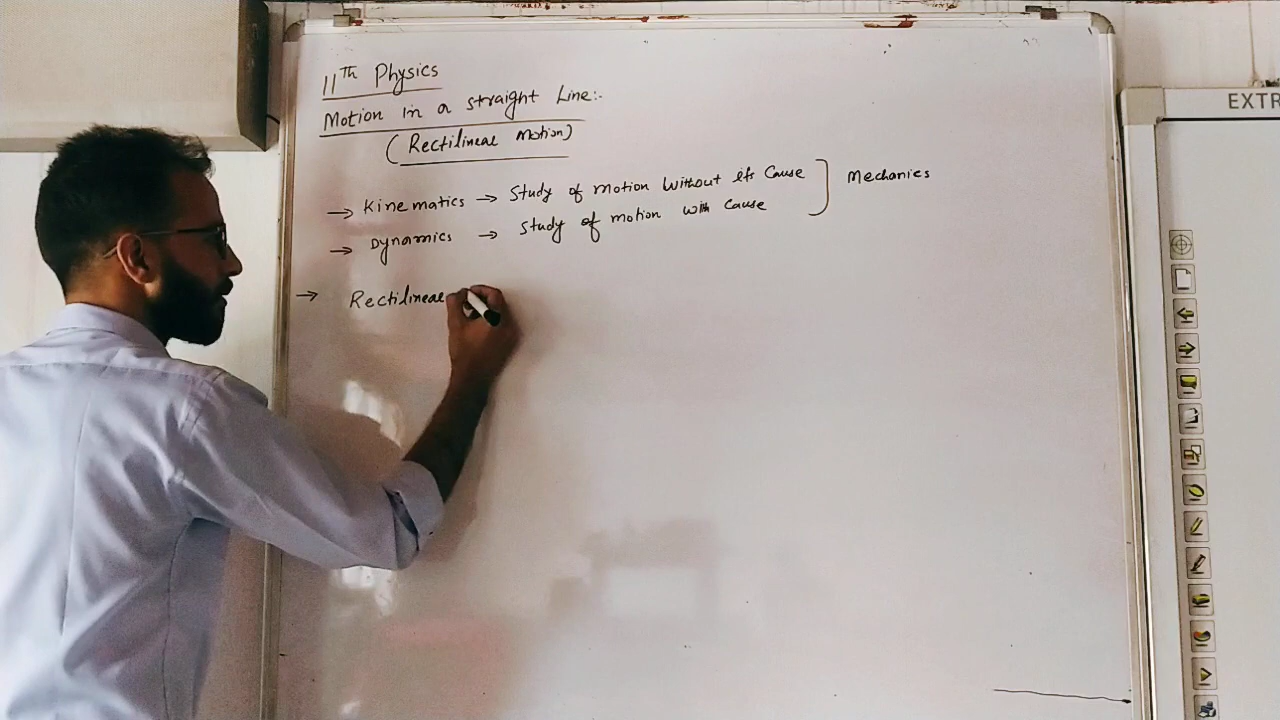 11th Physics
Motion in a straight Line:-
(Rectilinear Motion)
→ Kinematics → Study of motion Without its Cause } Mechanics
→ Dynamics → Study of motion with cause
→ Rectilinear
EXTR